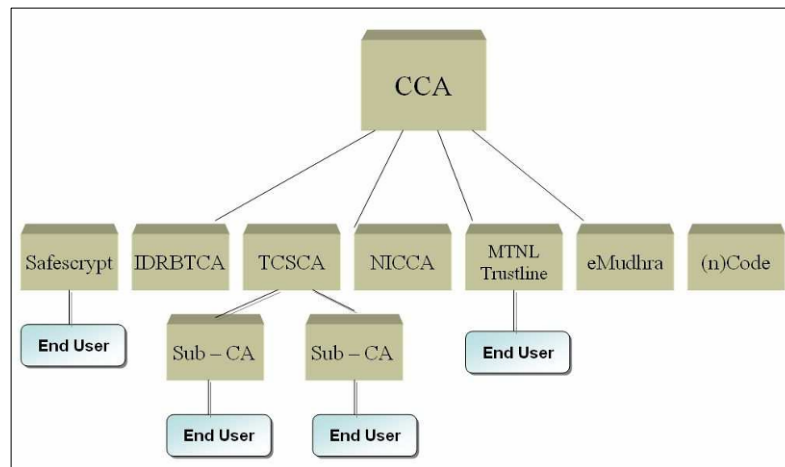 CCA
Safescrypt
IDRBTCA
TCSCA
NICCA
MTNL
Trustline
eMudhra
(n)Code
End User
Sub – CA
Sub – CA
End User
End User
End User